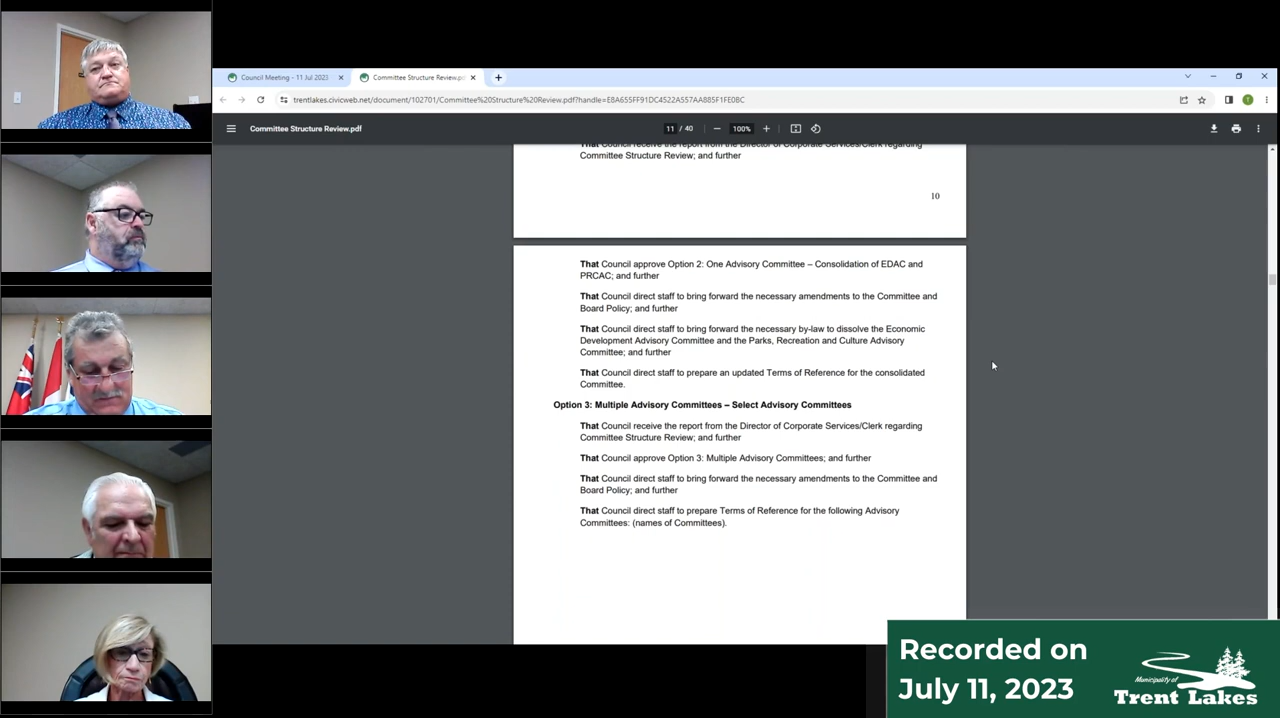 Council Meeting - 11 Jul 2023
Committee Structure Review.pdf
trentlakes.civicweb.net/document/102701/Committee%20Structure%20Review.pdf?handle=E8A655FF91DC4522A557AA885F1FE0BC
T
Committee Structure Review.pdf
11 / 40
100%
That Council receive the report from the Director of Corporate Services/Clerk regarding
Committee Structure Review; and further
10
That Council approve Option 2: One Advisory Committee – Consolidation of EDAC and
PRCAC; and further
That Council direct staff to bring forward the necessary amendments to the Committee and
Board Policy; and further
That Council direct staff to bring forward the necessary by-law to dissolve the Economic
Development Advisory Committee and the Parks, Recreation and Culture Advisory
Committee; and further
That Council direct staff to prepare an updated Terms of Reference for the consolidated
Committee.
Option 3: Multiple Advisory Committees – Select Advisory Committees
That Council receive the report from the Director of Corporate Services/Clerk regarding
Committee Structure Review; and further
That Council approve Option 3: Multiple Advisory Committees; and further
That Council direct staff to bring forward the necessary amendments to the Committee and
Board Policy; and further
That Council direct staff to prepare Terms of Reference for the following Advisory
Committees: (names of Committees).
Recorded on
July 11, 2023
Municipality of
Trent Lakes